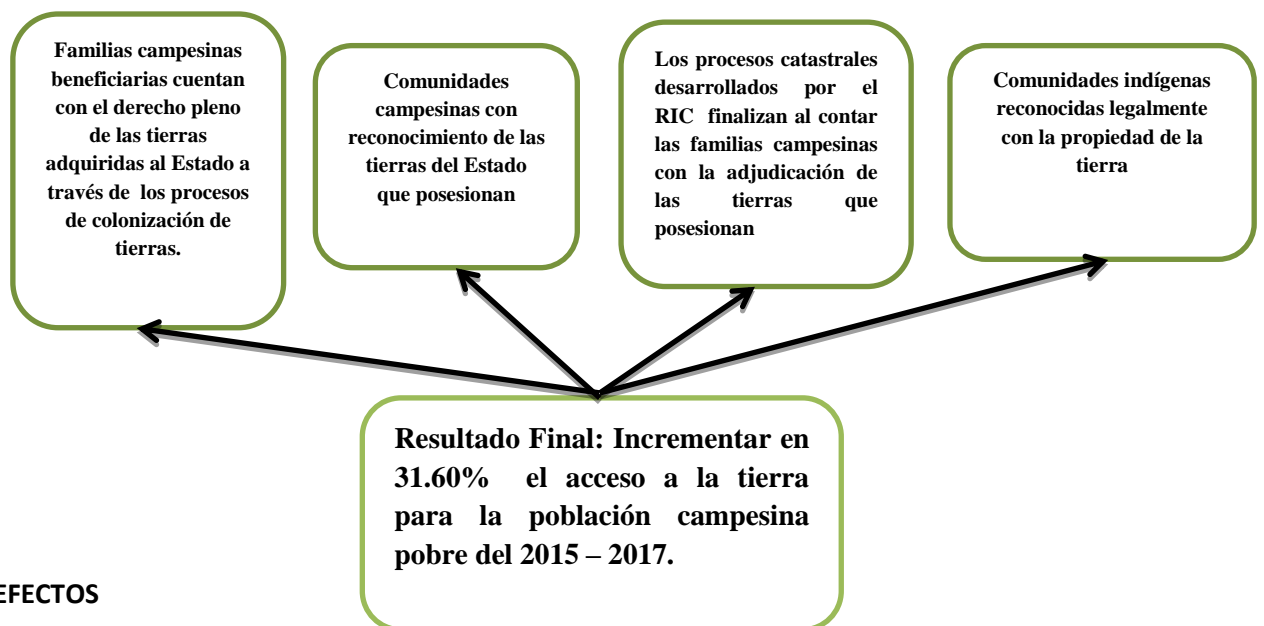 Familias campesinas
beneficiarias cuentan
con el derecho pleno
de las tierras
adquiridas al Estado a
través de los procesos
de colonización de
tierras.
Comunidades
campesinas con
reconocimiento de las
tierras del Estado
que posesionan
Los procesos catastrales
desarrollados por el
RIC finalizan al contar
las familias campesinas
con la adjudicación de
las tierras que
posesionan
Comunidades indígenas
reconocidas legalmente
con la propiedad de la
tierra
Resultado Final: Incrementar en
31.60% el acceso a la tierra
para la población campesina
pobre del 2015 – 2017.
EFECTOS